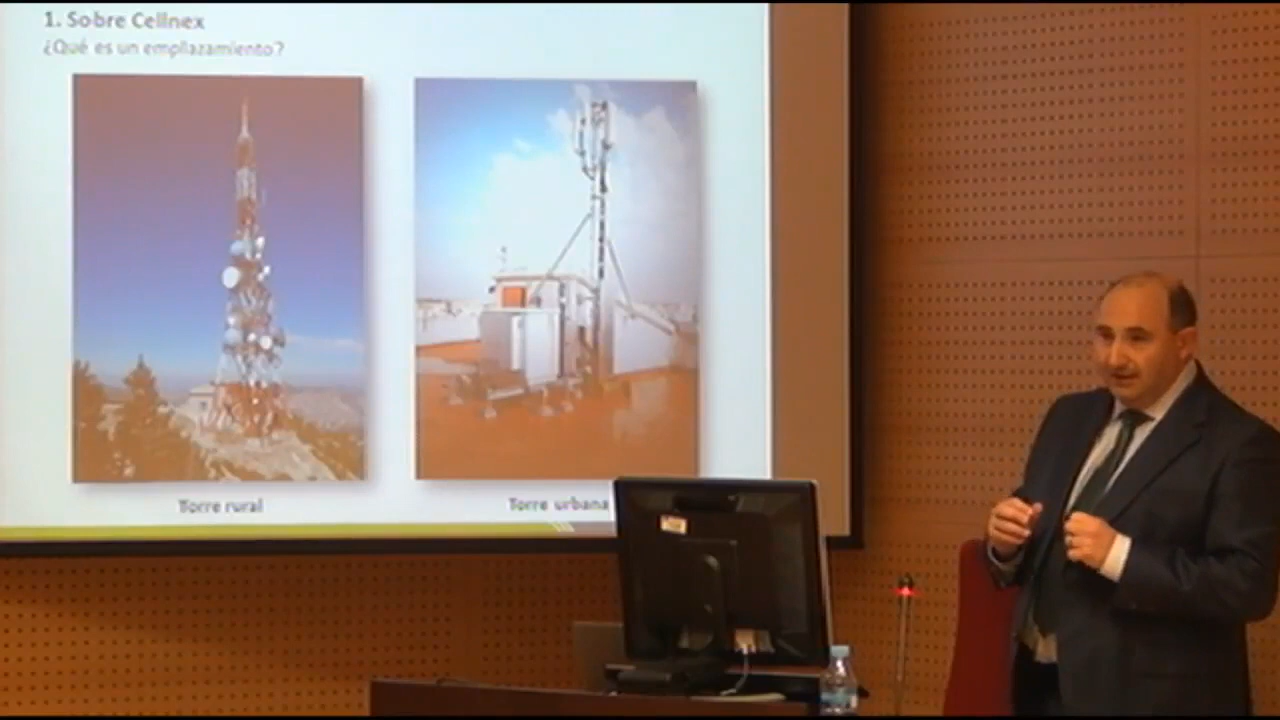 1. Sobre Cellnex
¿Qué es un emplazamiento?
Torre rural
Torre urbana